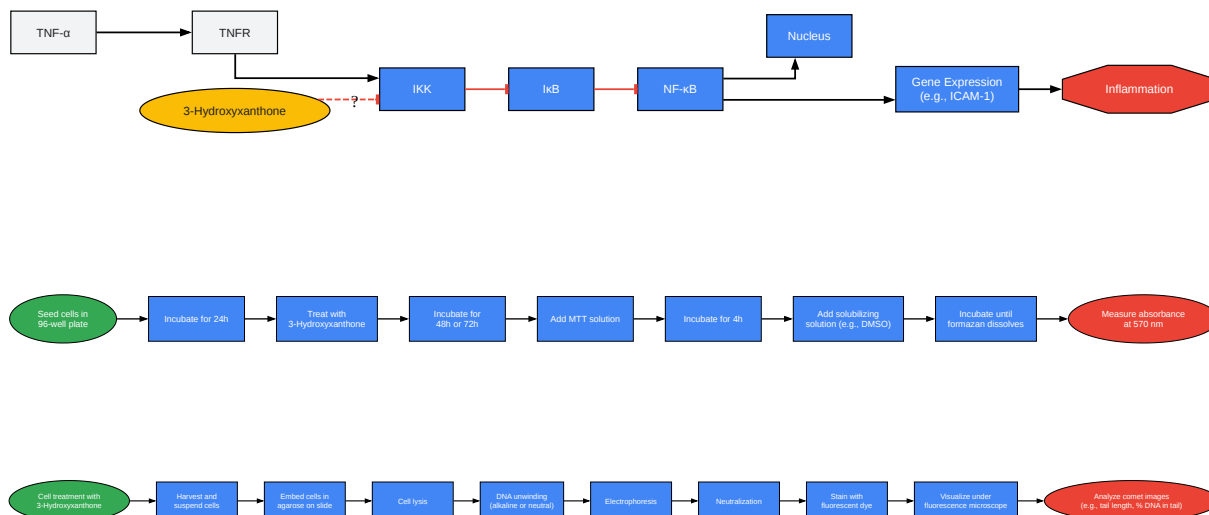 TNF-α
TNFR
Nucleus
IKK
IκB
NF-κB
Gene Expression
(e.g., ICAM-1)
Inflammation
?
3-Hydroxyxanthone
Seed cells in
96-well plate
Incubate for 24h
Treat with
3-Hydroxyxanthone
Incubate for
48h or 72h
Add MTT solution
Incubate for 4h
Add solubilizing
solution (e.g., DMSO)
Incubate until
formazan dissolves
Measure absorbance
at 570 nm
Cell treatment with
3-Hydroxyxanthone
Harvest and
suspend cells
Embed cells in
agarose on slide
Cell lysis
DNA unwinding
(alkaline or neutral)
Electrophoresis
Neutralization
Stain with
fluorescent dye
Visualize under
fluorescence microscope
Analyze comet images
(e.g., tail length, % DNA in tail)